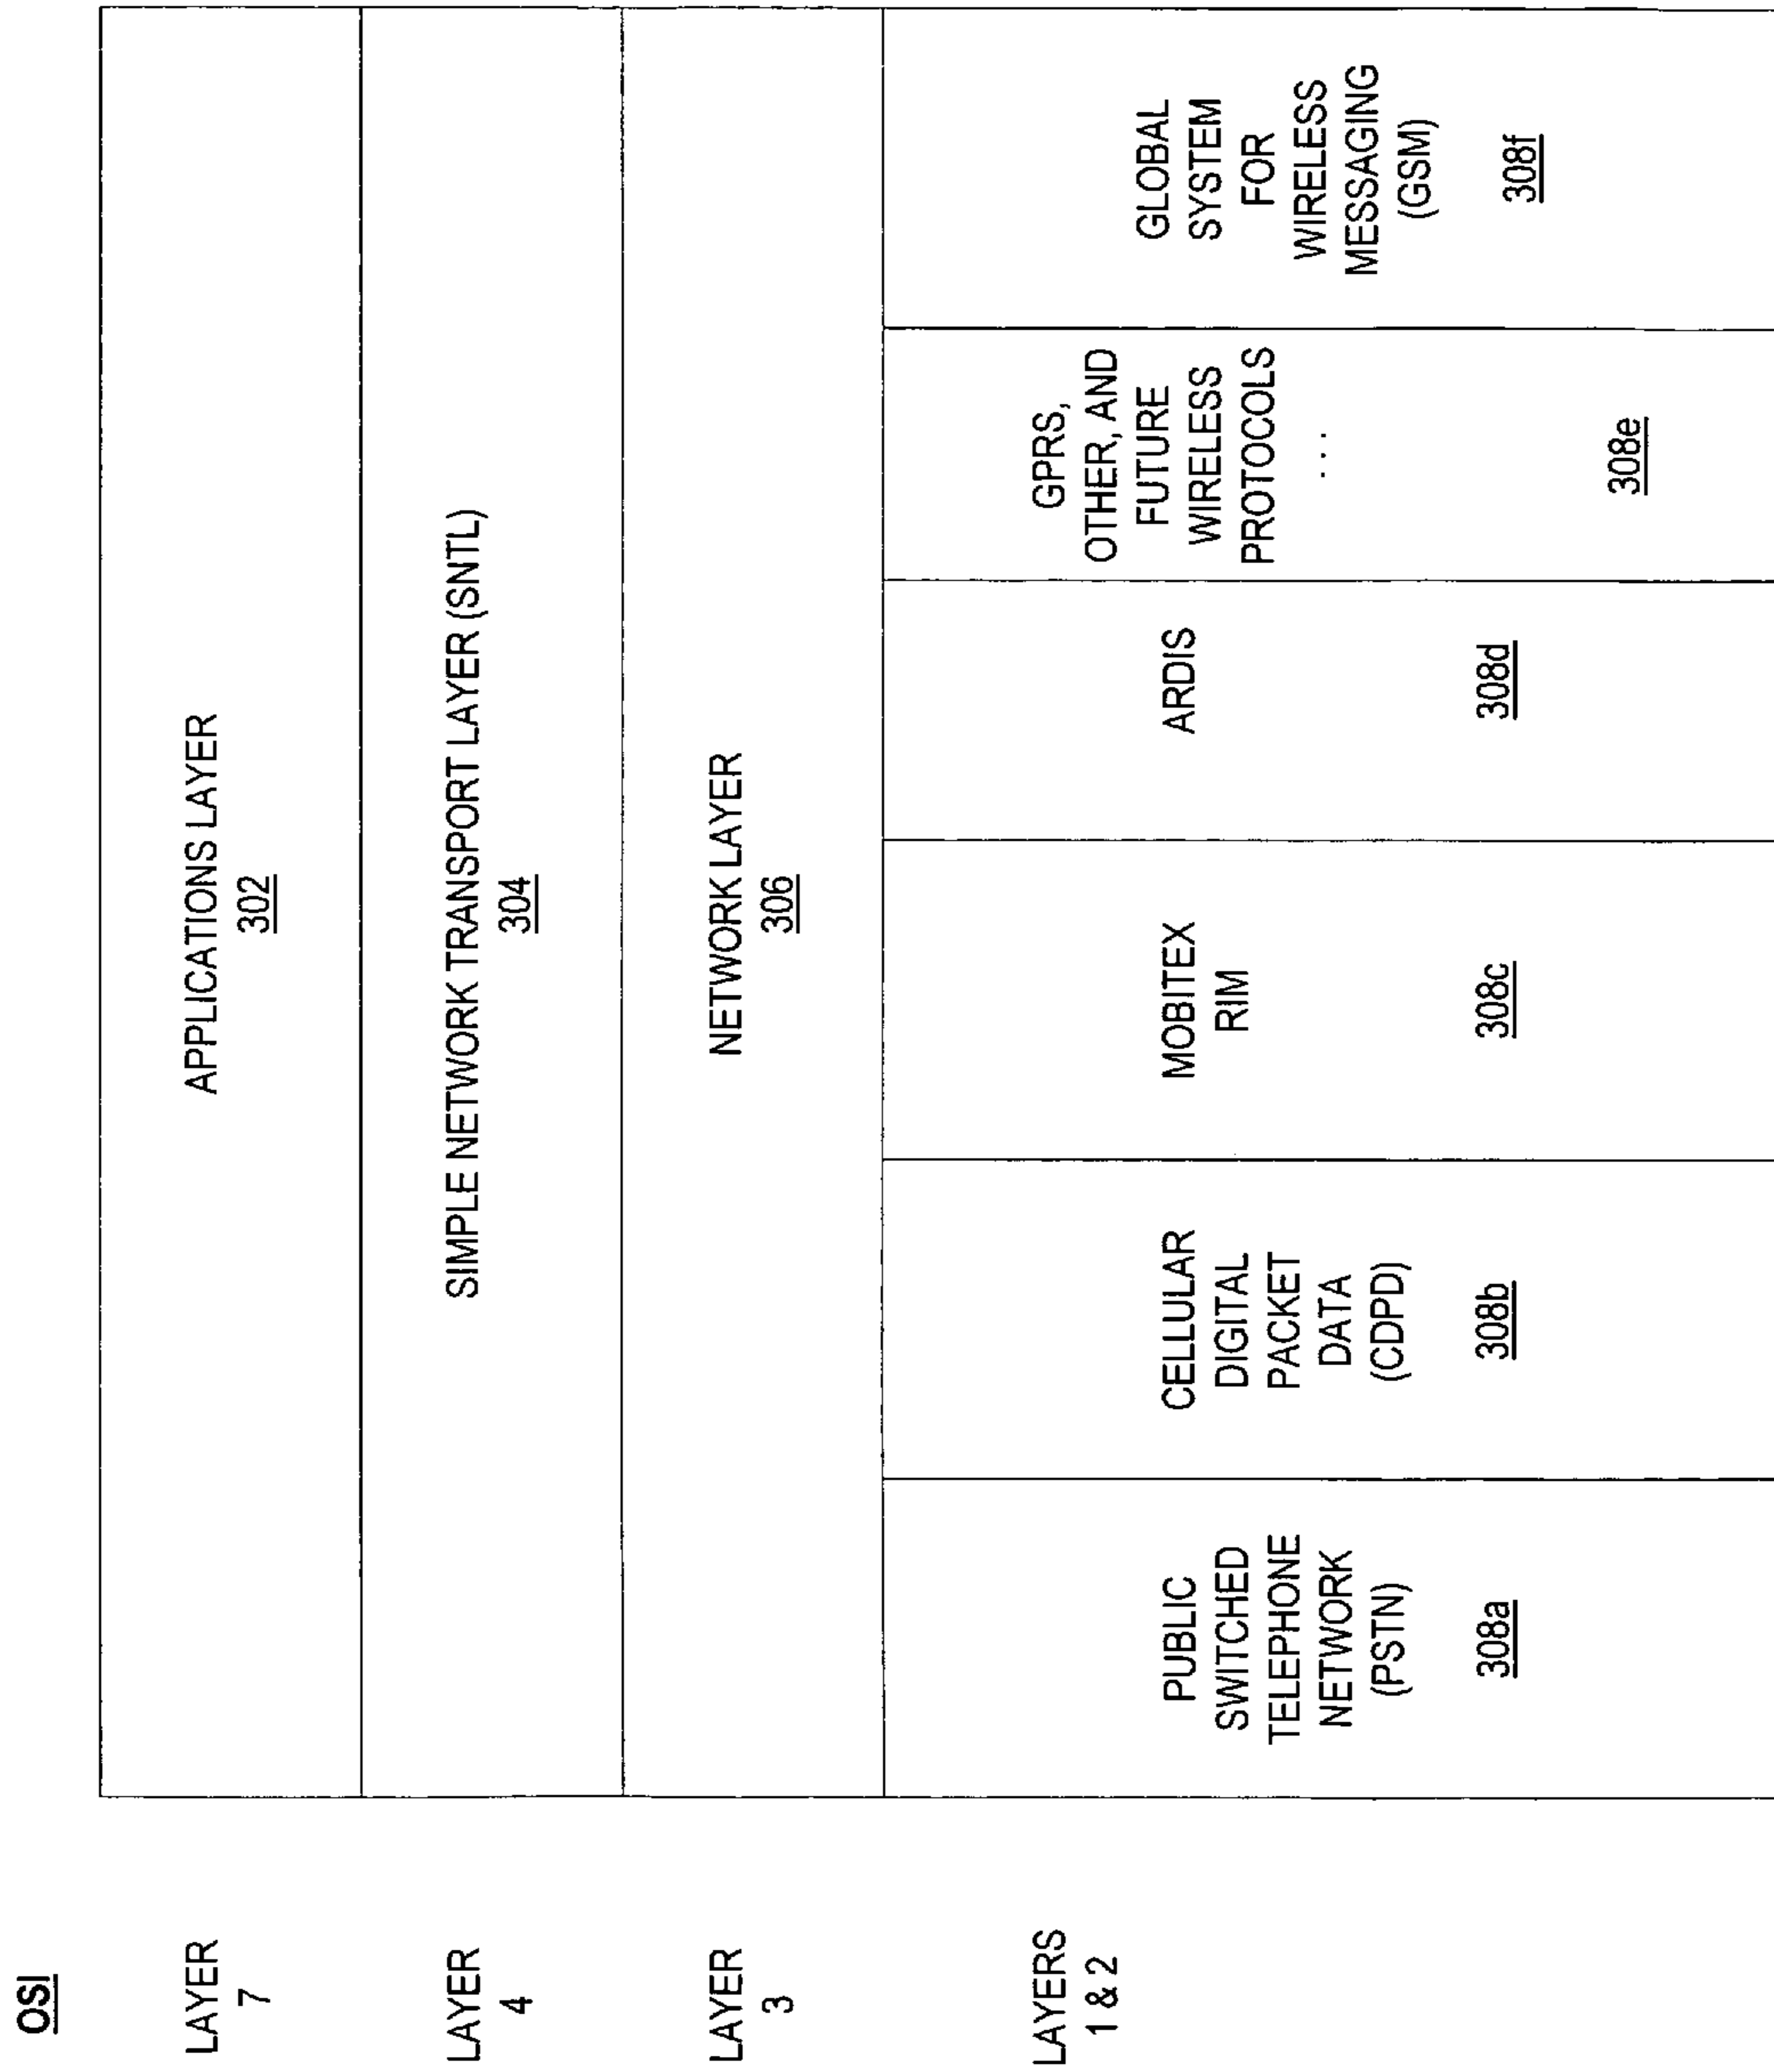 OSI
LAYER
7
APPLICATIONS LAYER
302
LAYER
4
SIMPLE NETWORK TRANSPORT LAYER (SNTL)
304
LAYER
3
NETWORK LAYER
306
LAYERS
1 & 2
PUBLIC
SWITCHED
TELEPHONE
NETWORK
(PSTN)
308a
CELLULAR
DIGITAL
PACKET
DATA
(CDPD)
308b
MOBITEX
RIM
308c
ARDIS
308d
GPRS,
OTHER, AND
FUTURE
WIRELESS
PROTOCOLS
. . .
308e
GLOBAL
SYSTEM
FOR
WIRELESS
MESSAGING
(GSM)
308f